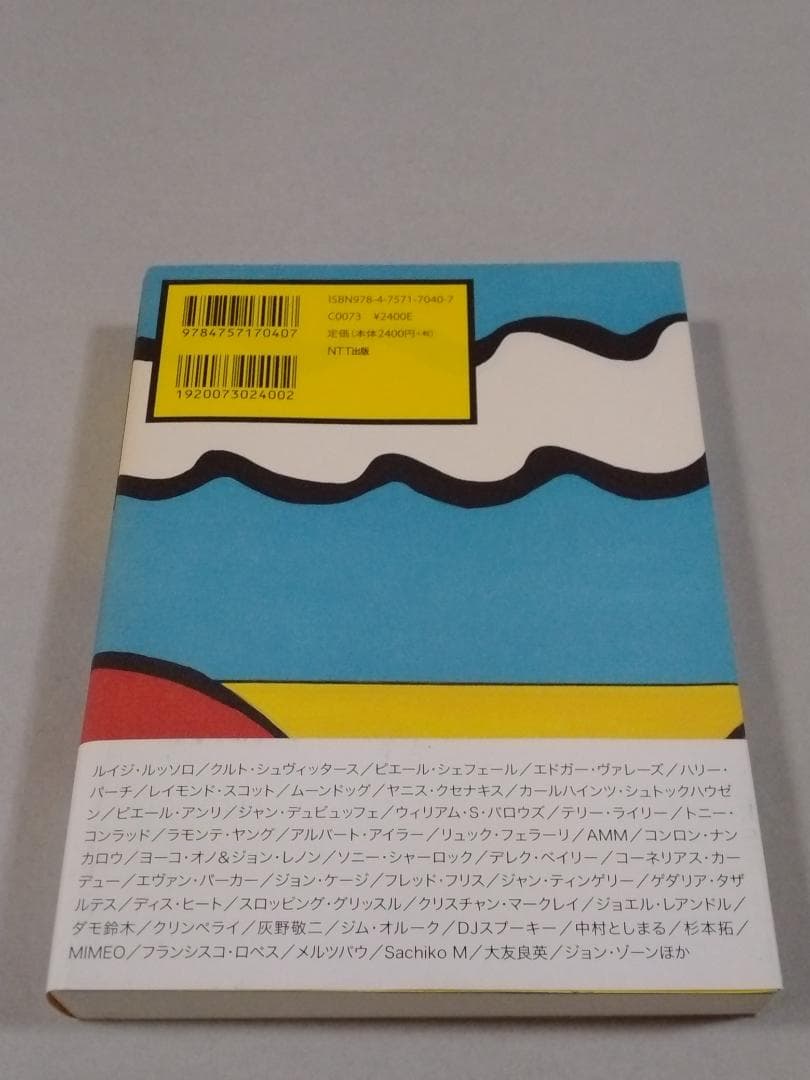 ISBN978-4-7571-7040-7
C0073 ¥2400E
定価(本体2400円+税)
NTT出版
9784757170407
1920073024002
ルイジ・ルッソロ/クルト・シュヴィッタース/ピエール・シェフェール/エドガー・ヴァレーズ/ハリー・
パーチ/レイモンド・スコット/ムーンドッグ/ヤニス・クセナキス/カールハインツ・シュトックハウゼ
ン/ピエール・アンリ/ジャン・デュビュッフェ/ウィリアム・S・バロウズ/テリー・ライリー/トニー・
コンラッド/ラモンテ・ヤング/アルバート・アイラー/リュック・フェラーリ/AMM/コンロン・ナン
カロウ/ヨーコ・オノ&ジョン・レノン/ソニー・シャーロック/デレク・ベイリー/コーネリアス・カー
デュー/エヴァン・パーカー/ジョン・ケージ/フレッド・フリス/ジャン・ティンゲリー/ゲダリア・タザ
ルテス/ディス・ヒート/スロッビング・グリッスル/クリスチャン・マークレイ/ジョエル・レアンドル/
ダモ鈴木/クリンペライ/灰野敬二/ジム・オルーク/DJスプーキー/中村としまる/杉本拓/
MIMEO/フランシスコ・ロペス/メルツバウ/Sachiko M/大友良英/ジョン・ゾーンほか